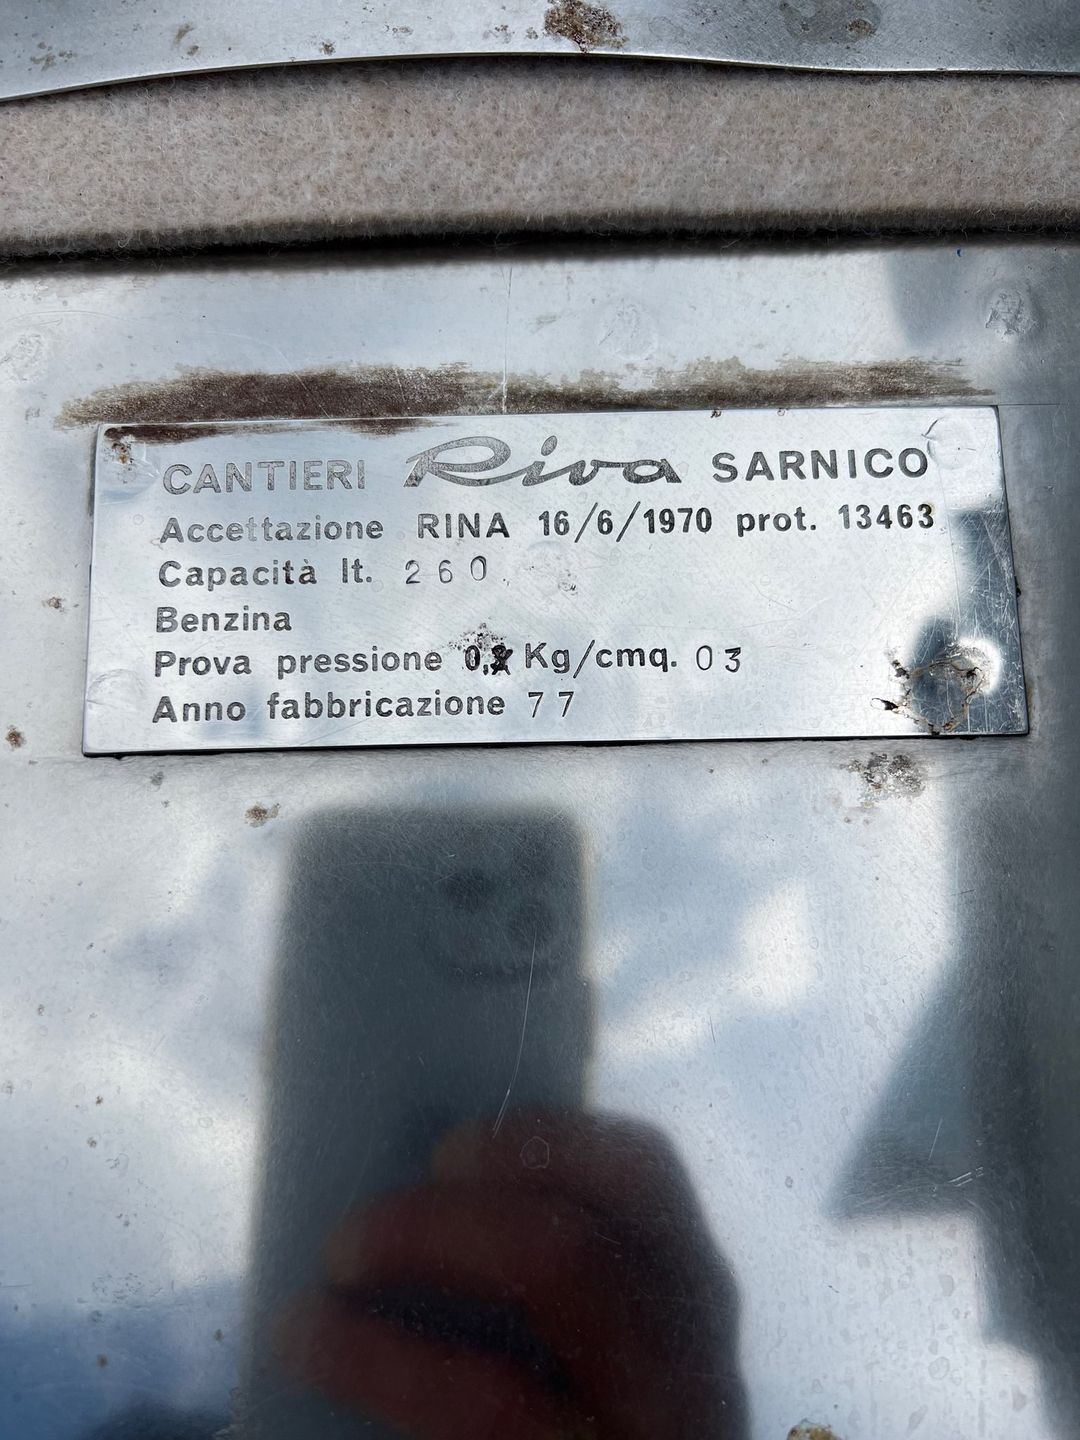 CANTIERI Riva SARNICO
Accettazione RINA 16/6/1970 prot. 13463
Capacità lt. 260
Benzina
Prova pressione Kg/cmq. 03
Anno fabbricazione 77